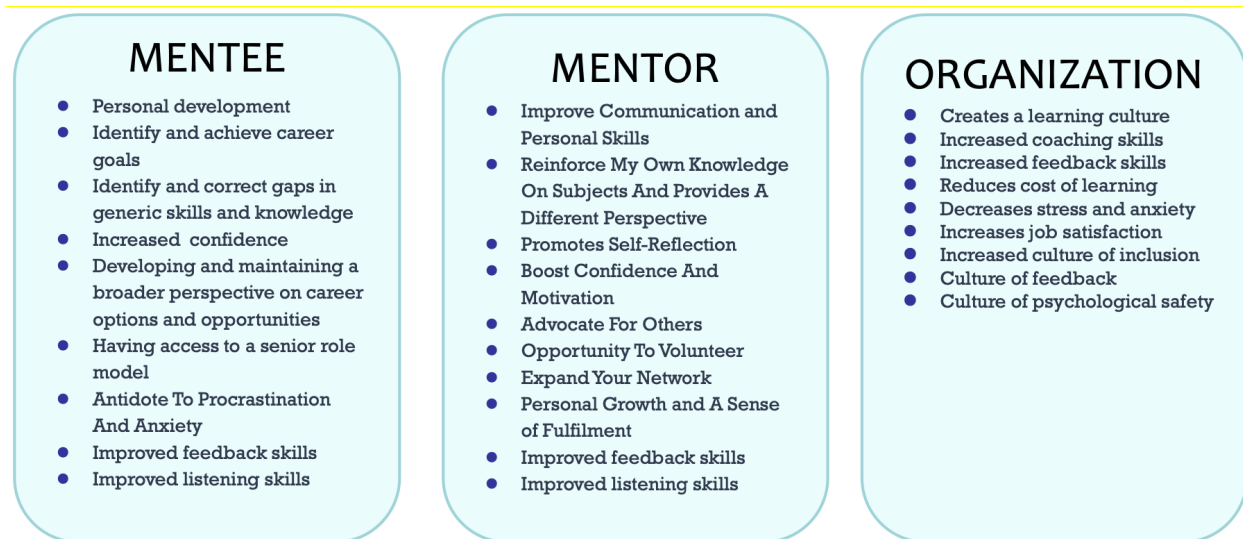 MENTEE
● Personal development
● Identify and achieve career
goals
● Identify and correct gaps in
generic skills and knowledge
● Increased  confidence
● Developing and maintaining a
broader perspective on career
options and opportunities
● Having access to a senior role
model
● Antidote To Procrastination
And Anxiety
● Improved feedback skills
● Improved listening skills
MENTOR
● Improve Communication and
Personal Skills
● Reinforce My Own Knowledge
On Subjects And Provides A
Different Perspective
● Promotes Self-Reflection
● Boost Confidence And
Motivation
● Advocate For Others
● Opportunity To Volunteer
● Expand Your Network
● Personal Growth and A Sense
of Fulfilment
● Improved feedback skills
● Improved listening skills
ORGANIZATION
● Creates a learning culture
● Increased coaching skills
● Increased feedback skills
● Reduces cost of learning
● Decreases stress and anxiety
● Increases job satisfaction
● Increased culture of inclusion
● Culture of feedback
● Culture of psychological safety